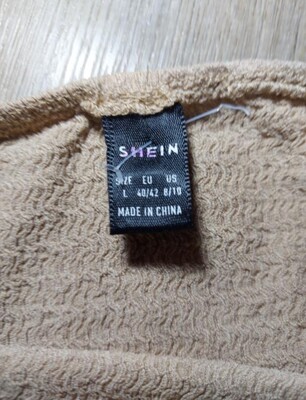 SHEIN
SIZE EU US
L 40/42 8/10
MADE IN CHINA